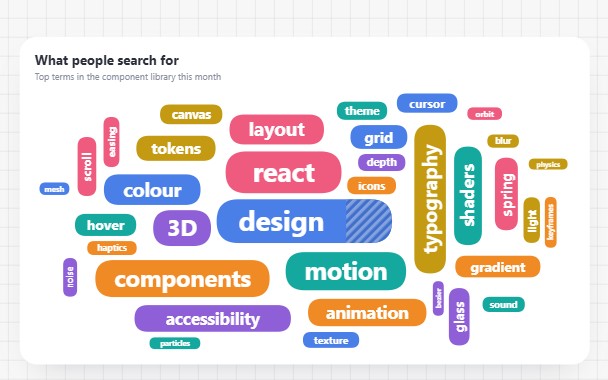 What people search for
Top terms in the component library this month
canvas
theme
cursor
orbit
easing
layout
grid
blur
tokens
scroll
react
depth
typography
shaders
spring
physics
mesh
colour
icons
hover
3D
design
light
keyframes
haptics
noise
components
motion
gradient
accessibility
animation
bezier
glass
sound
particles
texture